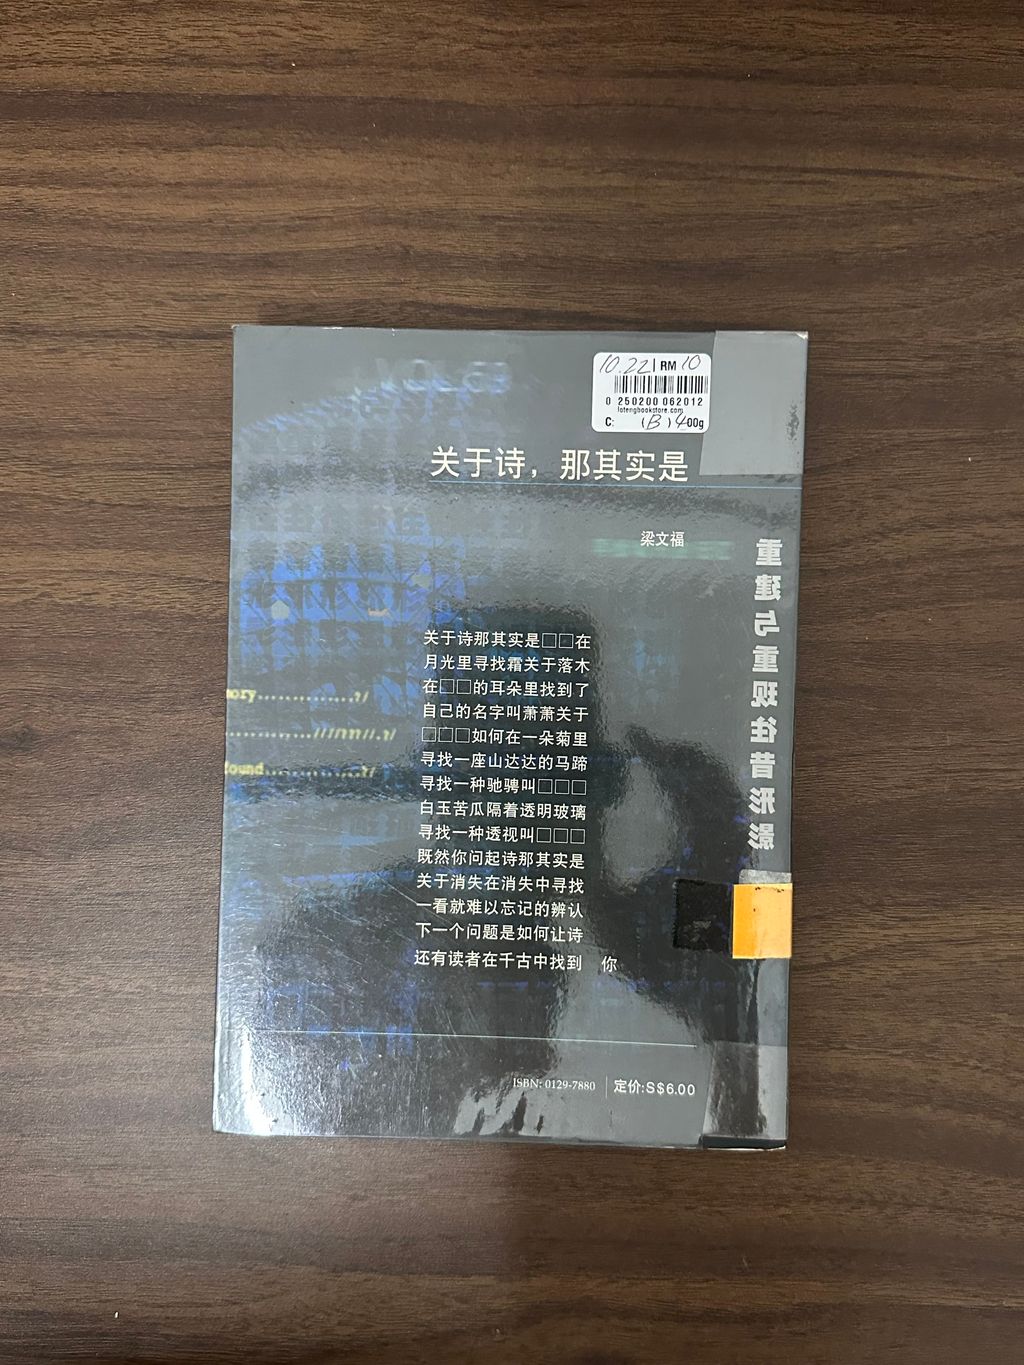 10.22 | RM 10
0 250200 062012
lotengbookstore.com
C: (B) 400g
关于诗，那其实是
梁文福
重建与重现往昔形影
关于诗那其实是□□在
月光里寻找霜关于落木
在□□的耳朵里找到了
自己的名字叫萧萧关于
□□□如何在一朵菊里
寻找一座山达达的马蹄
寻找一种驰骋叫□□□
白玉苦瓜隔着透明玻璃
寻找一种透视叫□□□
既然你问起诗那其实是
关于消失在消失中寻找
一看就难以忘记的辨认
下一个问题是如何让诗
还有读者在千古中找到 你
ory...............?/
..............////???//.?/
found...............?/
ISBN: 0129-7880
定价:S$6.00